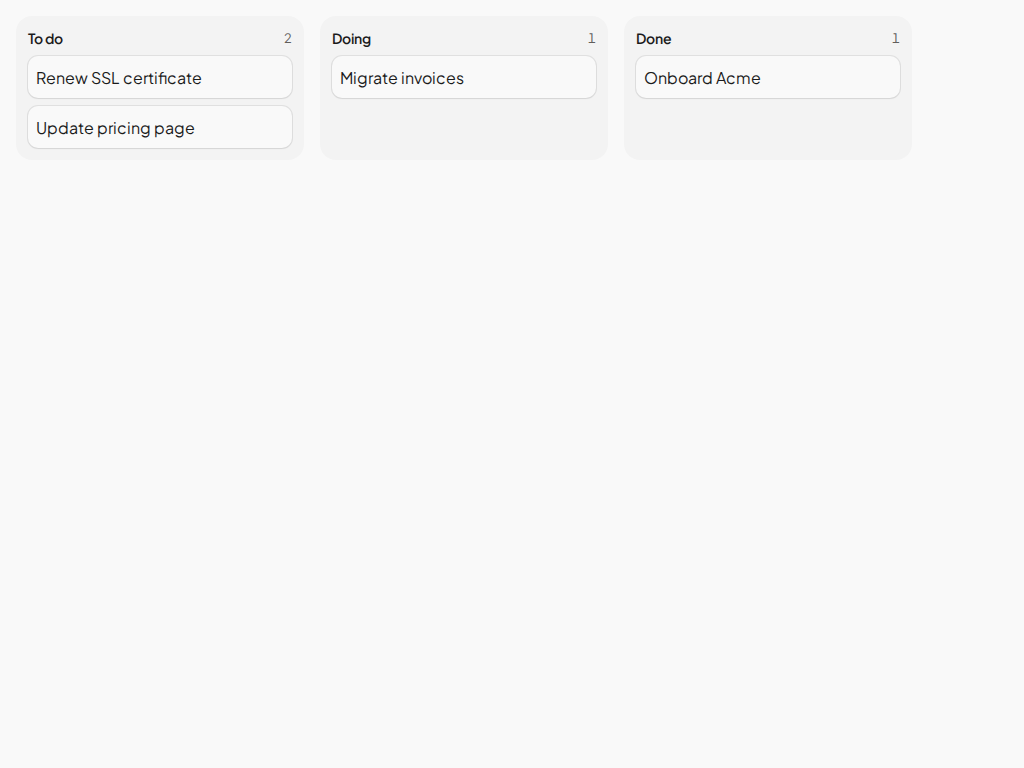 To do 2
Renew SSL certificate
Update pricing page
Doing 1
Migrate invoices
Done 1
Onboard Acme